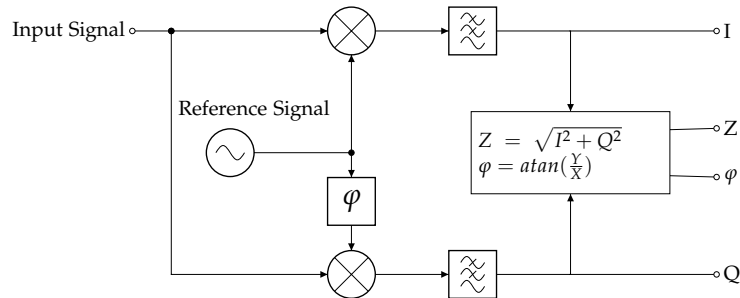 Input Signal
I
Reference Signal
Z = √I² + Q²
φ = atan(Y/X)
Z
φ
φ
Q